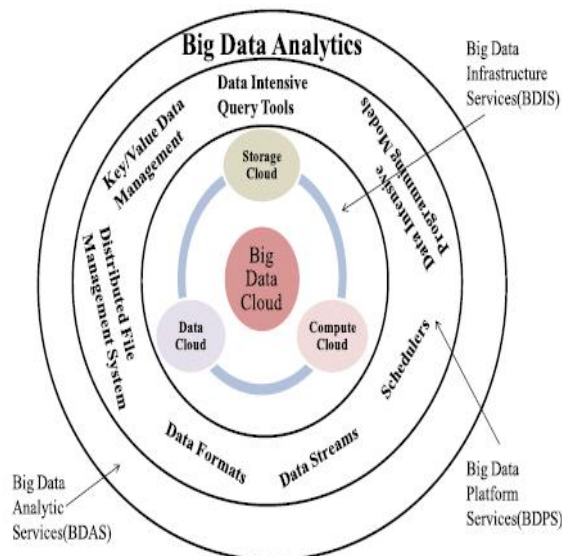 Big Data Analytics
Big Data
Infrastructure
Services(BDIS)
Data Intensive
Query Tools
Key/Value Data
Management
Data Intensive
Programming Models
Storage
Cloud
Big
Data
Cloud
Distributed File
Management System
Data
Cloud
Compute
Cloud
Schedulers
Data Formats
Data Streams
Big Data
Analytic
Services(BDAS)
Big Data
Platform
Services(BDPS)